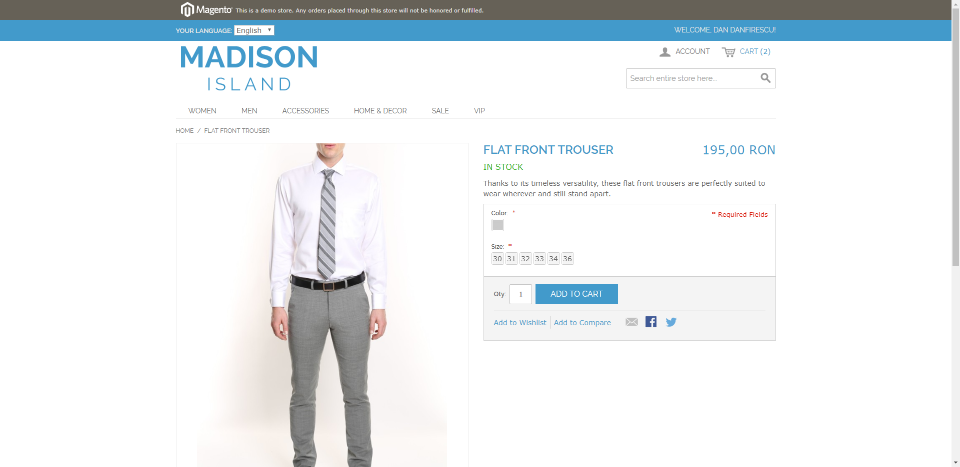 Magento® This is a demo store. Any orders placed through this store will not be honored or fulfilled.
YOUR LANGUAGE: English WELCOME, DAN DANFIRESCU!
MADISON
ISLAND
ACCOUNT CART (2)
Search entire store here...
WOMEN MEN ACCESSORIES HOME & DECOR SALE VIP
HOME / FLAT FRONT TROUSER
FLAT FRONT TROUSER 195,00 RON
IN STOCK
Thanks to its timeless versatility, these flat front trousers are perfectly suited to
wear wherever and still stand apart.
Color * * Required Fields
Size: *
30 31 32 33 34 36
Qty 1 ADD TO CART
Add to Wishlist Add to Compare